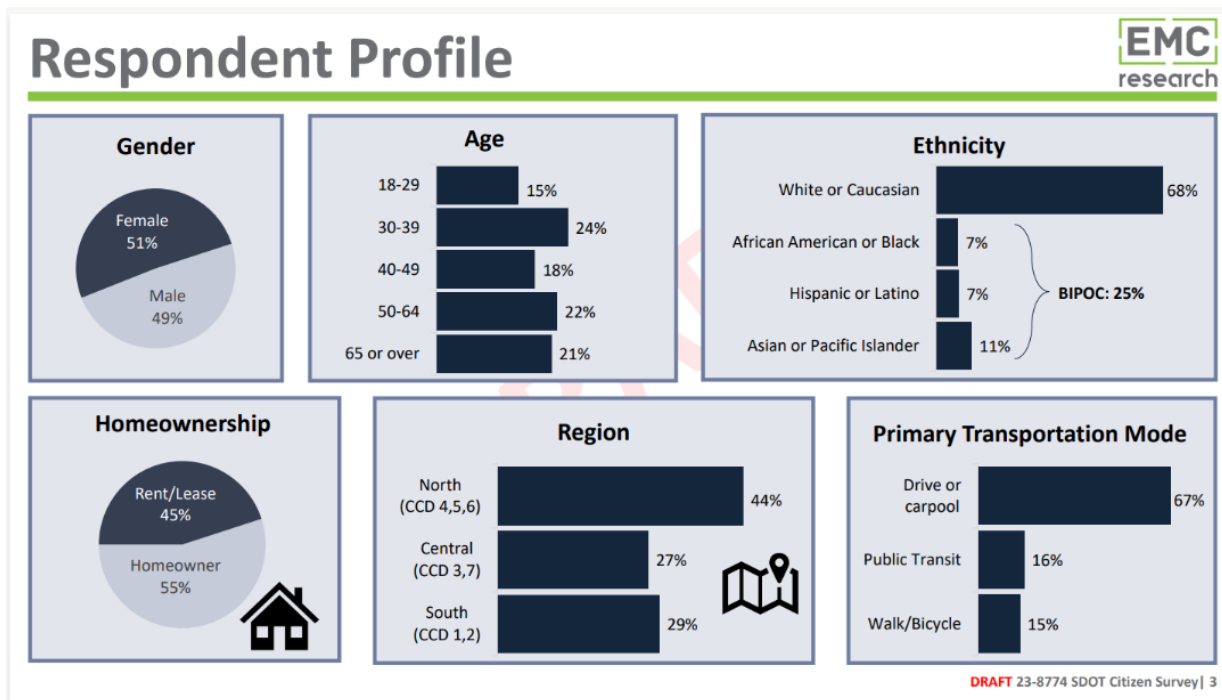 Respondent Profile
EMC
research
Gender
Female
51%
Male
49%
Age
18-29
15%
30-39
24%
40-49
18%
50-64
22%
65 or over
21%
Ethnicity
White or Caucasian
68%
African American or Black
7%
Hispanic or Latino
7%
Asian or Pacific Islander
11%
BIPOC: 25%
Homeownership
Rent/Lease
45%
Homeowner
55%
Region
North
(CCD 4,5,6)
44%
Central
(CCD 3,7)
27%
South
(CCD 1,2)
29%
Primary Transportation Mode
Drive or
carpool
67%
Public Transit
16%
Walk/Bicycle
15%
DRAFT 23-8774 SDOT Citizen Survey| 3